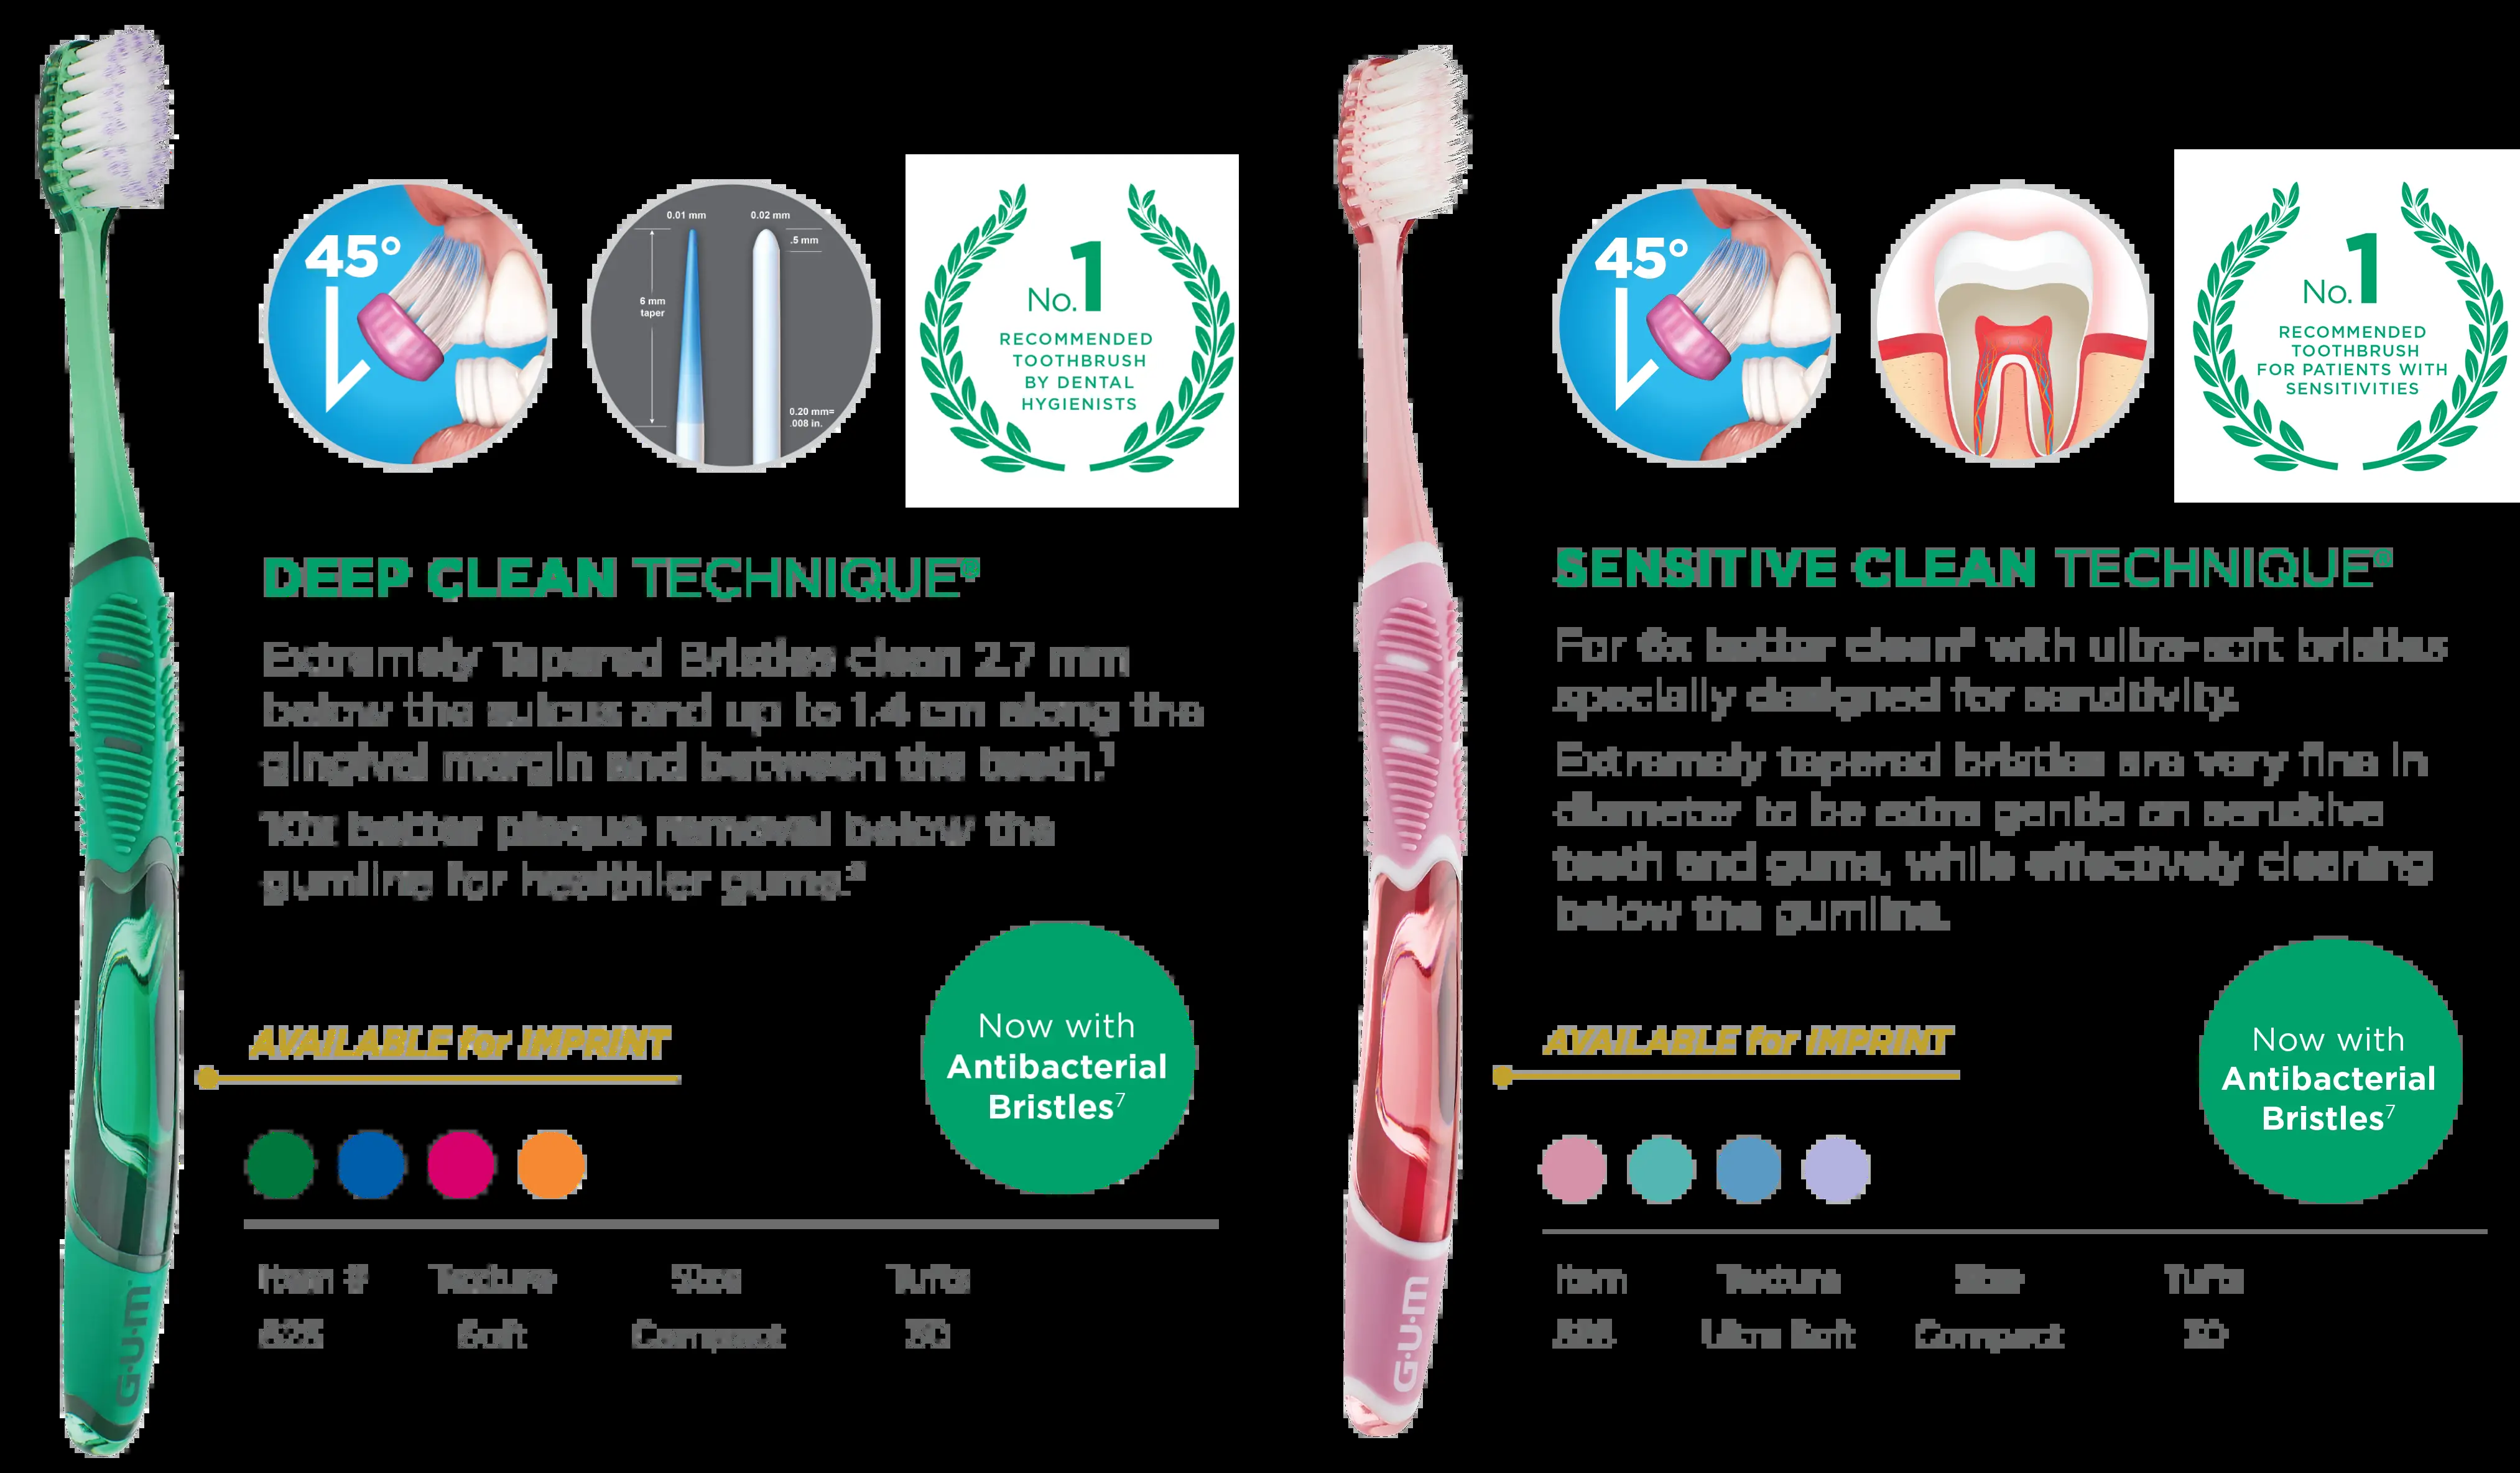 45°
0.01 mm
0.02 mm
.5 mm
6 mm
taper
0.20 mm=
.008 in.
No.1
RECOMMENDED
TOOTHBRUSH
BY DENTAL
HYGIENISTS
DEEP CLEAN TECHNIQUE®
Extremely Tapered Bristles clean 2.7 mm
below the sulcus and up to 1.4 cm along the
gingival margin and between the teeth.¹
10x better plaque removal below the
gumline for healthier gums.
AVAILABLE for IMPRINT
Now with
Antibacterial
Bristles⁷
Item # Texture Size Tufts
Soft Compact 30
G·U·M
45°
No.1
RECOMMENDED
TOOTHBRUSH
FOR PATIENTS WITH
SENSITIVITIES
SENSITIVE CLEAN TECHNIQUE®
For better clean with ultra-soft bristles
specially designed for sensitivity.
Extremely tapered bristles are very fine in
diameter to be extra gentle on sensitive
teeth and gums, while effectively cleaning
below the gumline.
AVAILABLE for IMPRINT
Now with
Antibacterial
Bristles⁷
Item Texture Size Tufts
Ultra Soft Compact
G·U·M